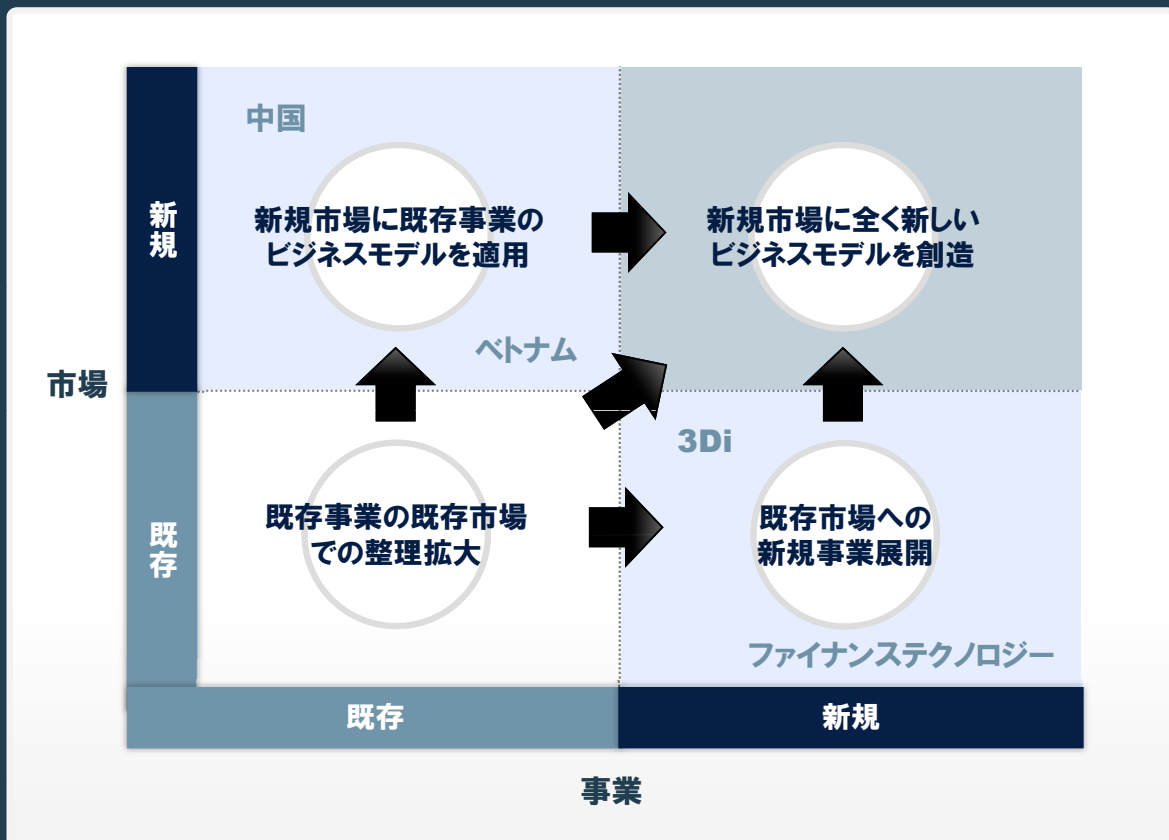 中国
新規
新規市場に既存事業の
ビジネスモデルを適用
新規市場に全く新しい
ビジネスモデルを創造
ベトナム
市場
3Di
既存
既存事業の既存市場
での整理拡大
既存市場への
新規事業展開
ファイナンステクノロジー
既存
新規
事業